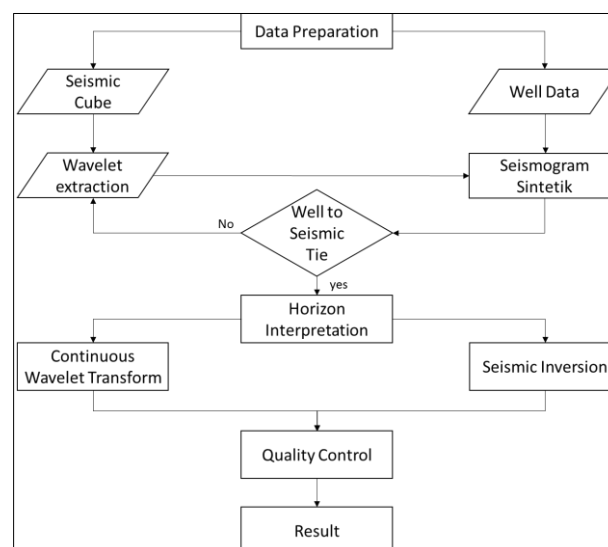 Data Preparation
Seismic
Cube
Well Data
Wavelet
extraction
Seismogram
Sintetik
Well to
Seismic
Tie
No
yes
Horizon
Interpretation
Continuous
Wavelet Transform
Seismic Inversion
Quality Control
Result